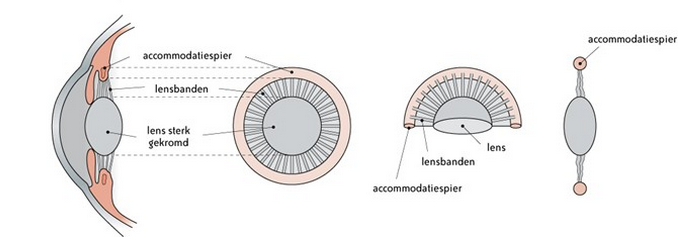 accommodatiespier
lensbanden
lens sterk
gekromd
lens
lensbanden
accommodatiespier
accommodatiespier